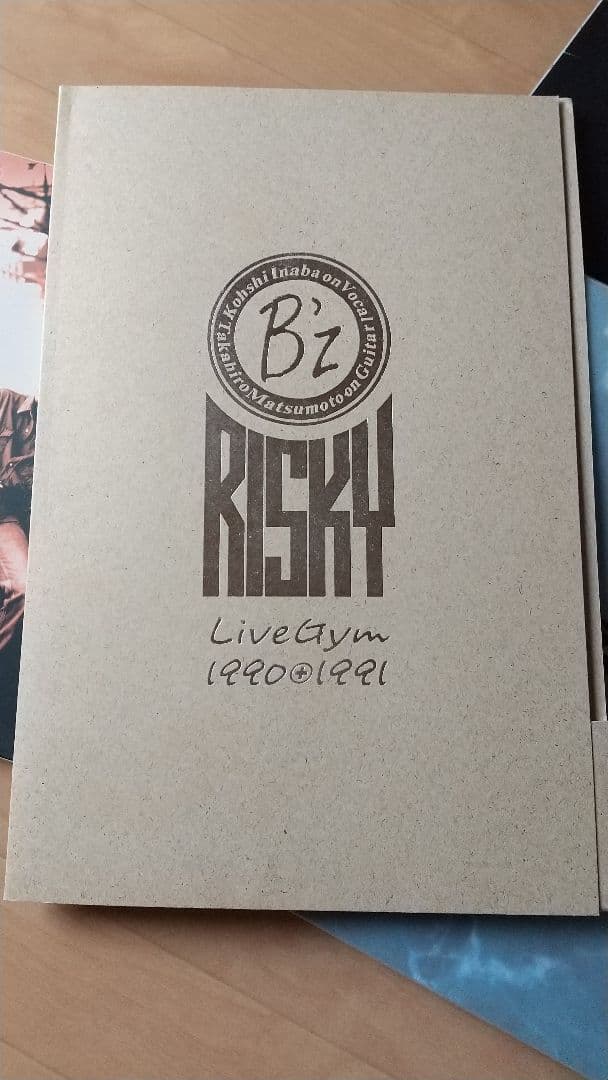 Kohshi Inaba on Vocal
Takahiro Matsumoto on Guitar
B'z
RISKY
LiveGym
1990+1991